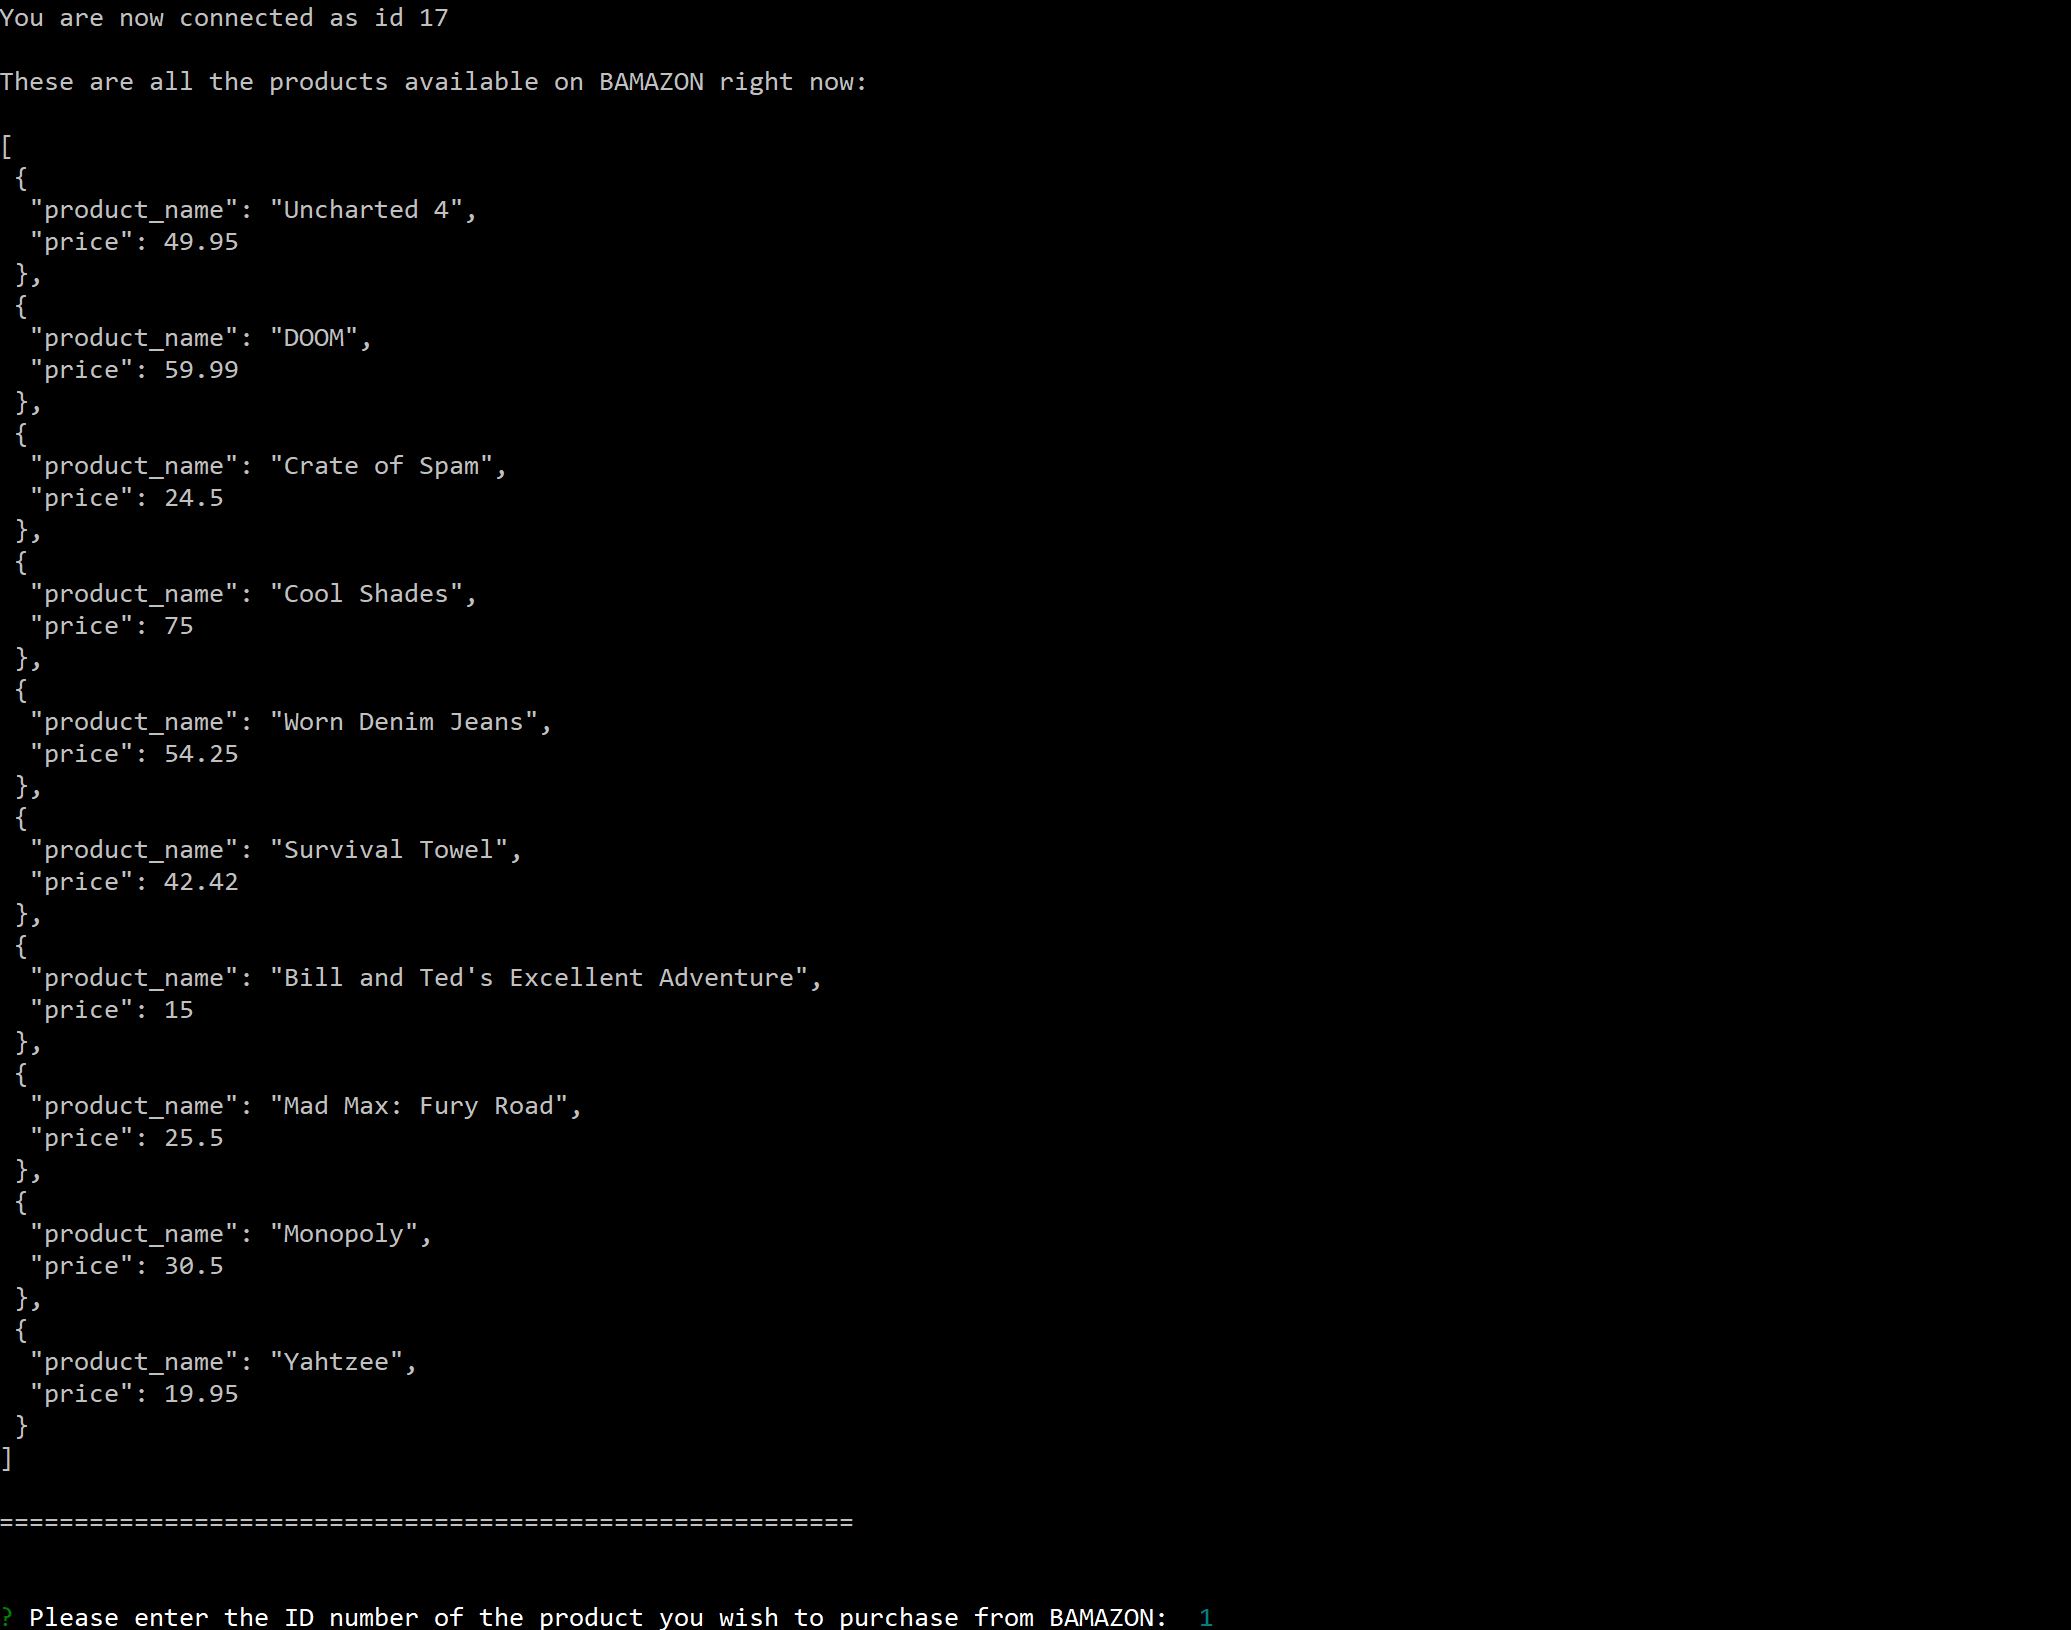 You are now connected as id 17
These are all the products available on BAMAZON right now:
[
 {
  "product_name": "Uncharted 4",
  "price": 49.95
 },
 {
  "product_name": "DOOM",
  "price": 59.99
 },
 {
  "product_name": "Crate of Spam",
  "price": 24.5
 },
 {
  "product_name": "Cool Shades",
  "price": 75
 },
 {
  "product_name": "Worn Denim Jeans",
  "price": 54.25
 },
 {
  "product_name": "Survival Towel",
  "price": 42.42
 },
 {
  "product_name": "Bill and Ted's Excellent Adventure",
  "price": 15
 },
 {
  "product_name": "Mad Max: Fury Road",
  "price": 25.5
 },
 {
  "product_name": "Monopoly",
  "price": 30.5
 },
 {
  "product_name": "Yahtzee",
  "price": 19.95
 }
]
=========================================================
? Please enter the ID number of the product you wish to purchase from BAMAZON:  1